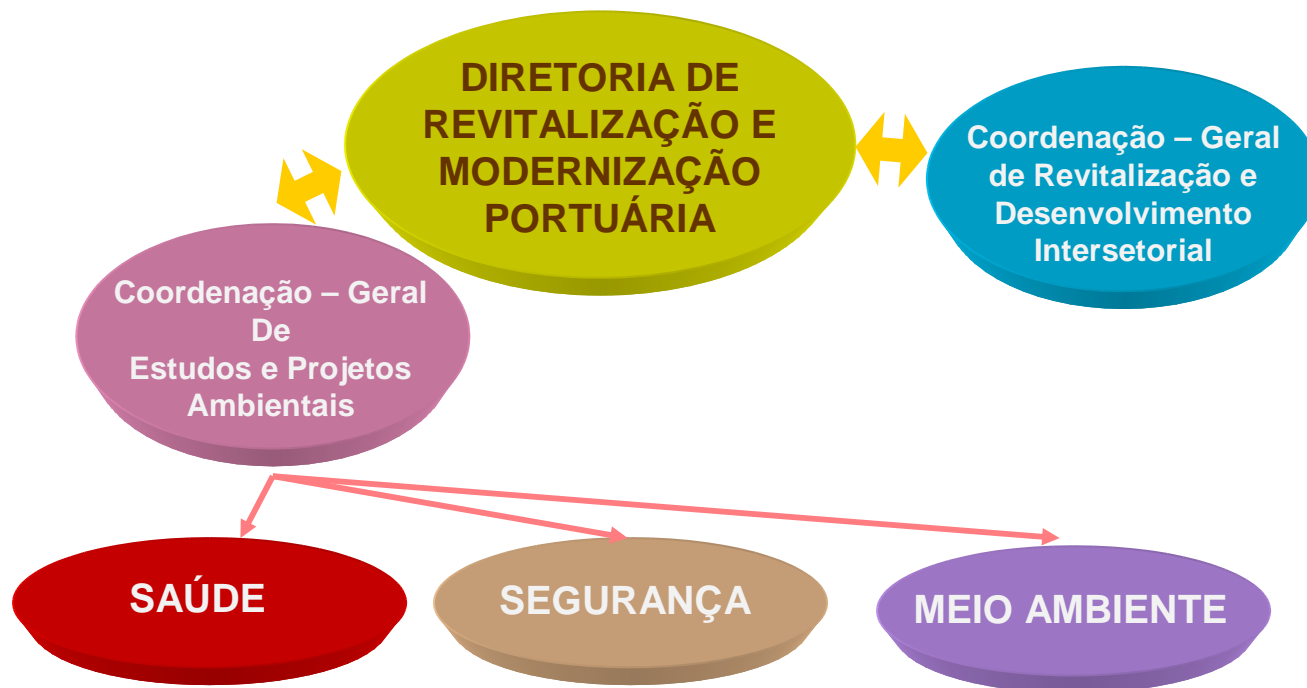 DIRETORIA DE
REVITALIZAÇÃO E
MODERNIZAÇÃO
PORTUÁRIA
Coordenação – Geral
de Revitalização e
Desenvolvimento
Intersetorial
Coordenação – Geral
De
Estudos e Projetos
Ambientais
SAÚDE
SEGURANÇA
MEIO AMBIENTE